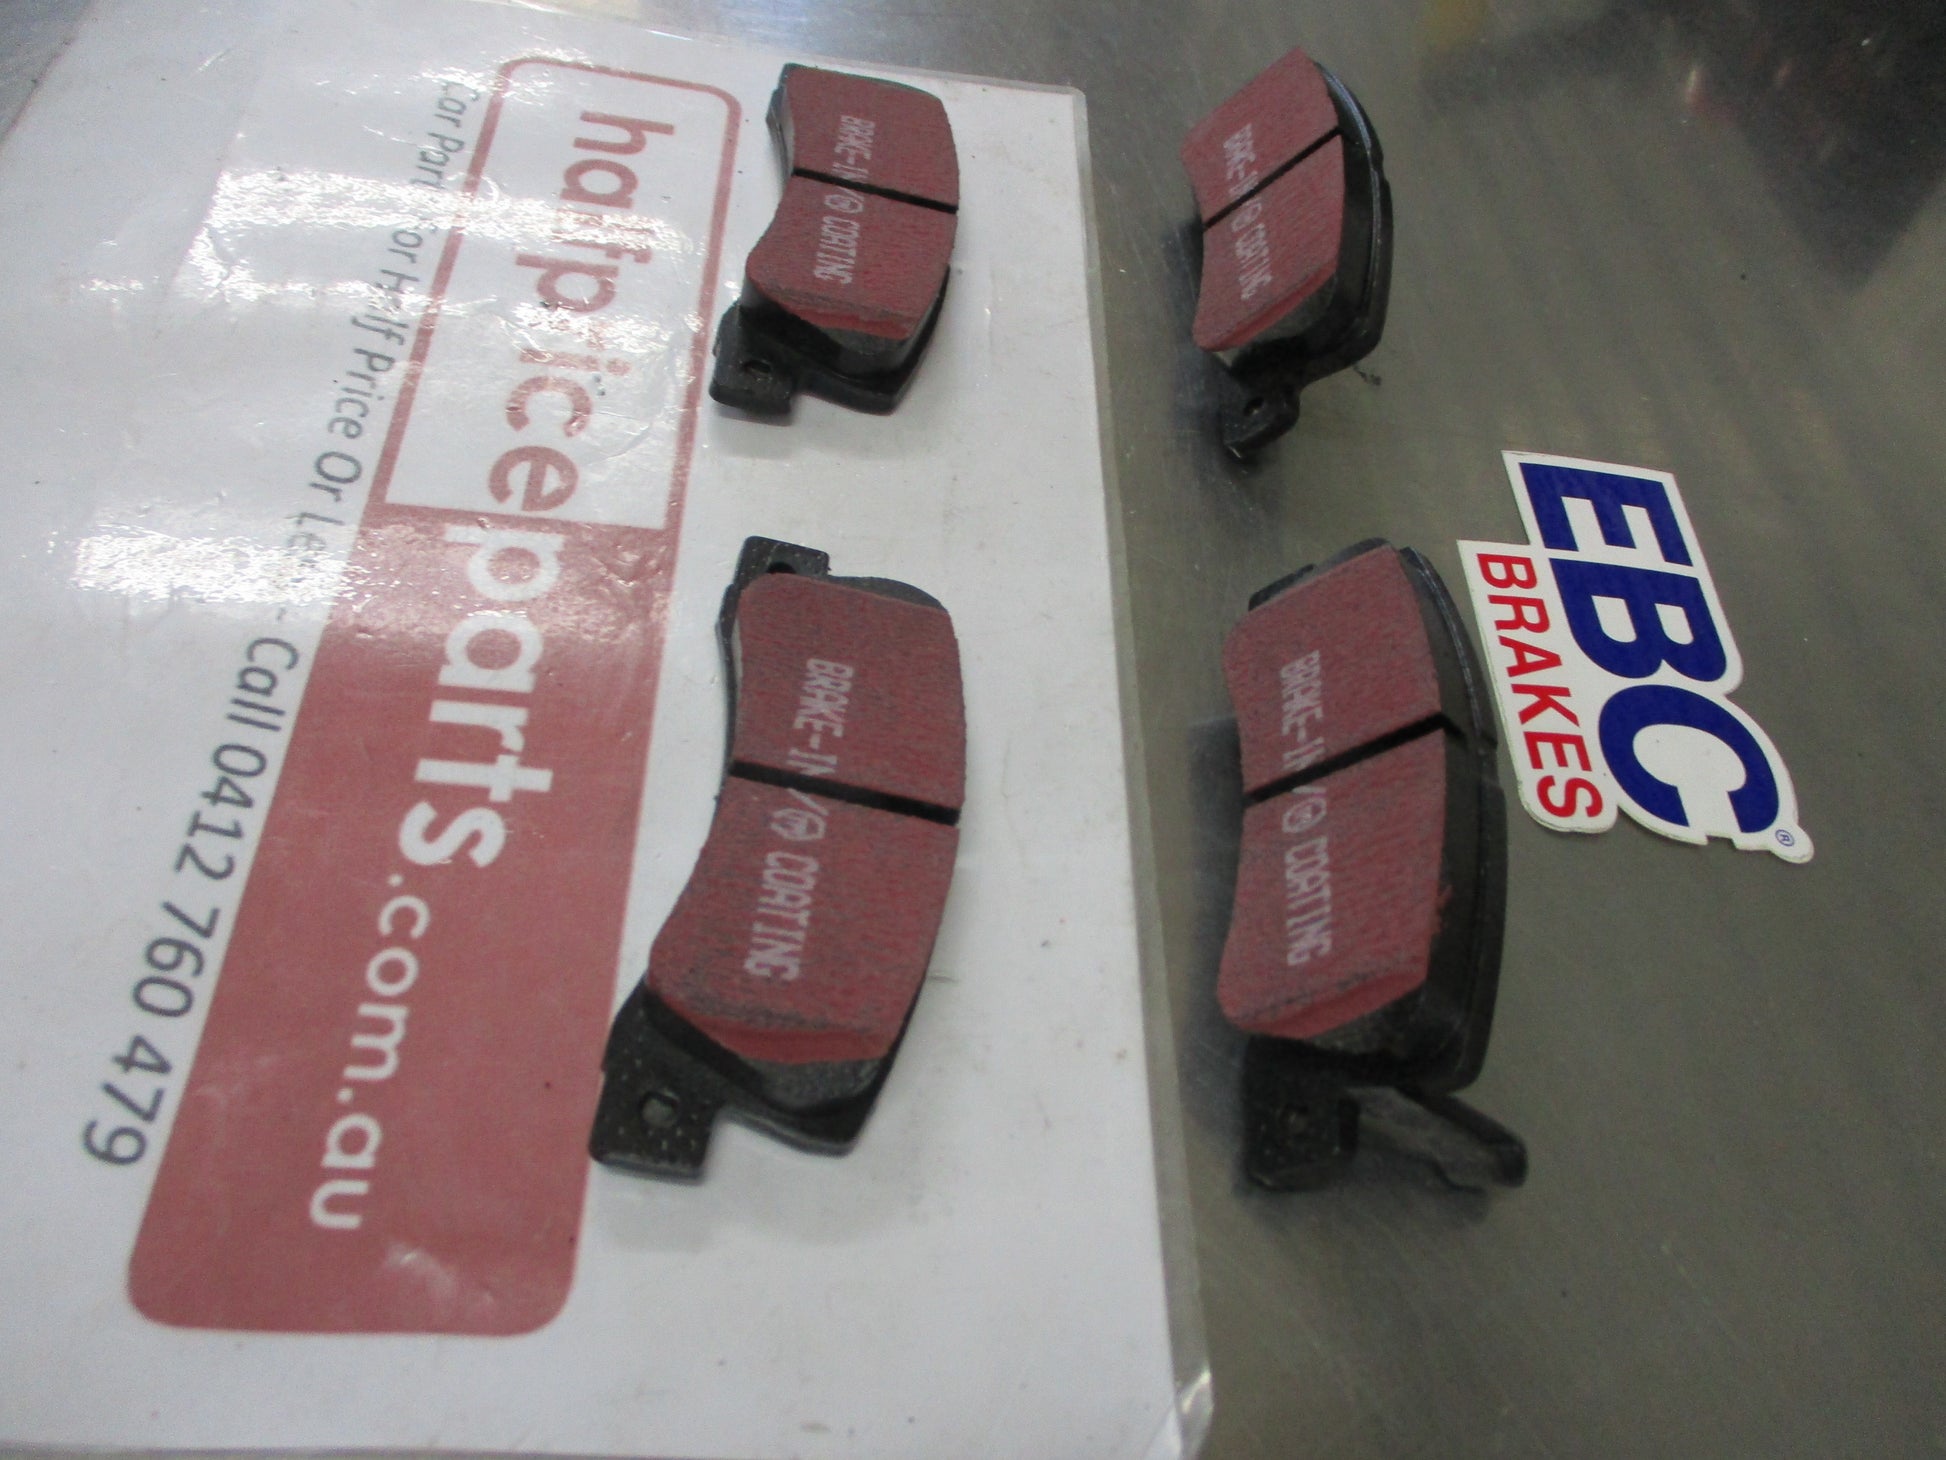 halfpriceparts.com.au
Car Parts For Half Price Or Less - Call 0412 760 479
BRAKE-IN COATING
BRAKE-IN COATING
BRAKE-IN COATING
BRAKE-IN COATING
EBC®
BRAKES